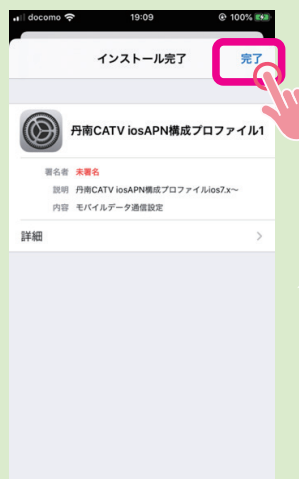 docomo 19:09 100%
インストール完了 完了
丹南CATV iosAPN構成プロファイル1
署名者 未署名
説明 丹南CATV iosAPN構成プロファイルios7.x〜
内容 モバイルデータ通信設定
詳細